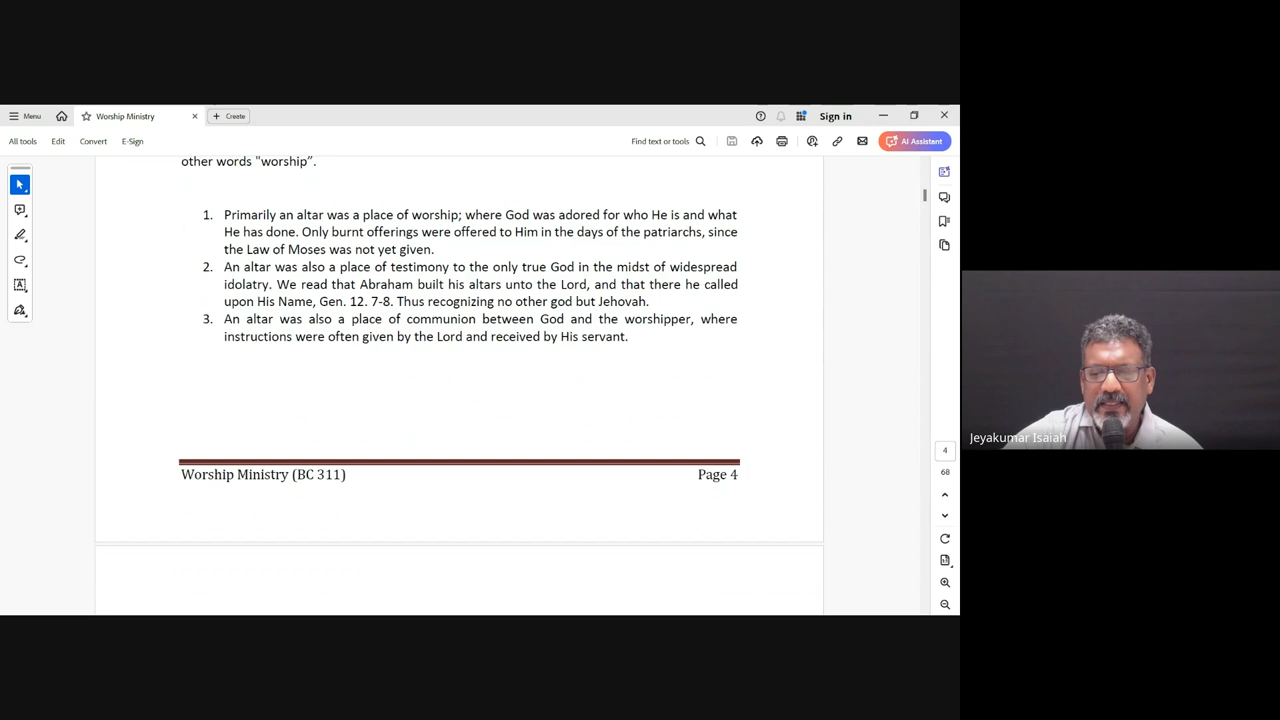 Menu
Worship Ministry
Create
Sign in
All tools
Edit
Convert
E-Sign
Find text or tools
AI Assistant
other words "worship”.
1. Primarily an altar was a place of worship; where God was adored for who He is and what
He has done. Only burnt offerings were offered to Him in the days of the patriarchs, since
the Law of Moses was not yet given.
2. An altar was also a place of testimony to the only true God in the midst of widespread
idolatry. We read that Abraham built his altars unto the Lord, and that there he called
upon His Name, Gen. 12. 7-8. Thus recognizing no other god but Jehovah.
3. An altar was also a place of communion between God and the worshipper, where
instructions were often given by the Lord and received by His servant.
Worship Ministry (BC 311)
Page 4
4
68
Jeyakumar Isaiah